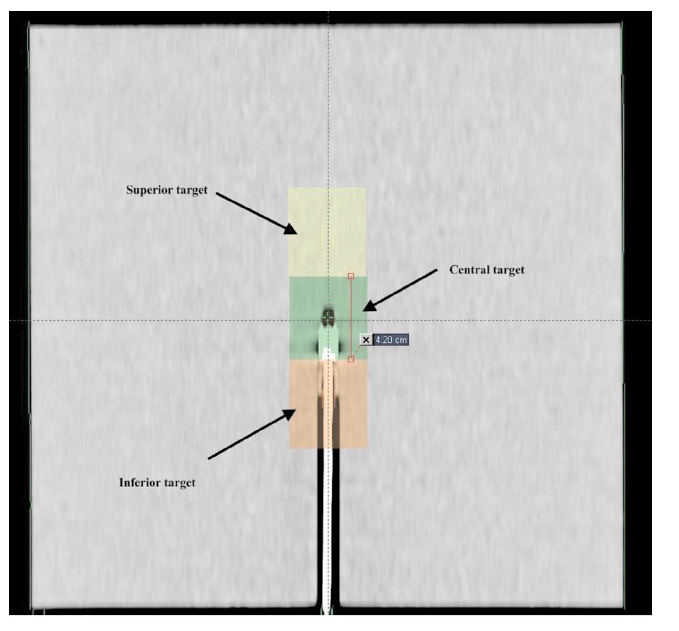 Superior target
Central target
4.20 cm
Inferior target